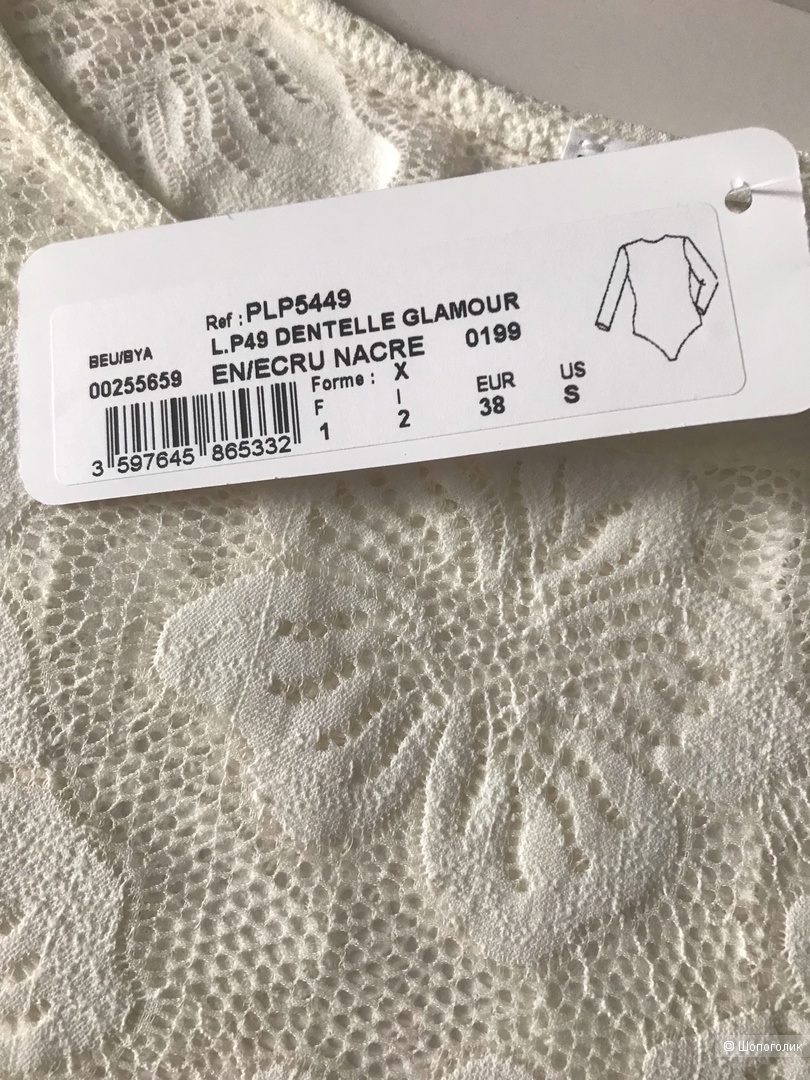 Ref : PLP5449
L.P49 DENTELLE GLAMOUR
BEU/BYA
EN/ECRU NACRE 0199
00255659
Forme : X EUR US
F I 38 S
1 2
3 597645 865332
© Шопоголик